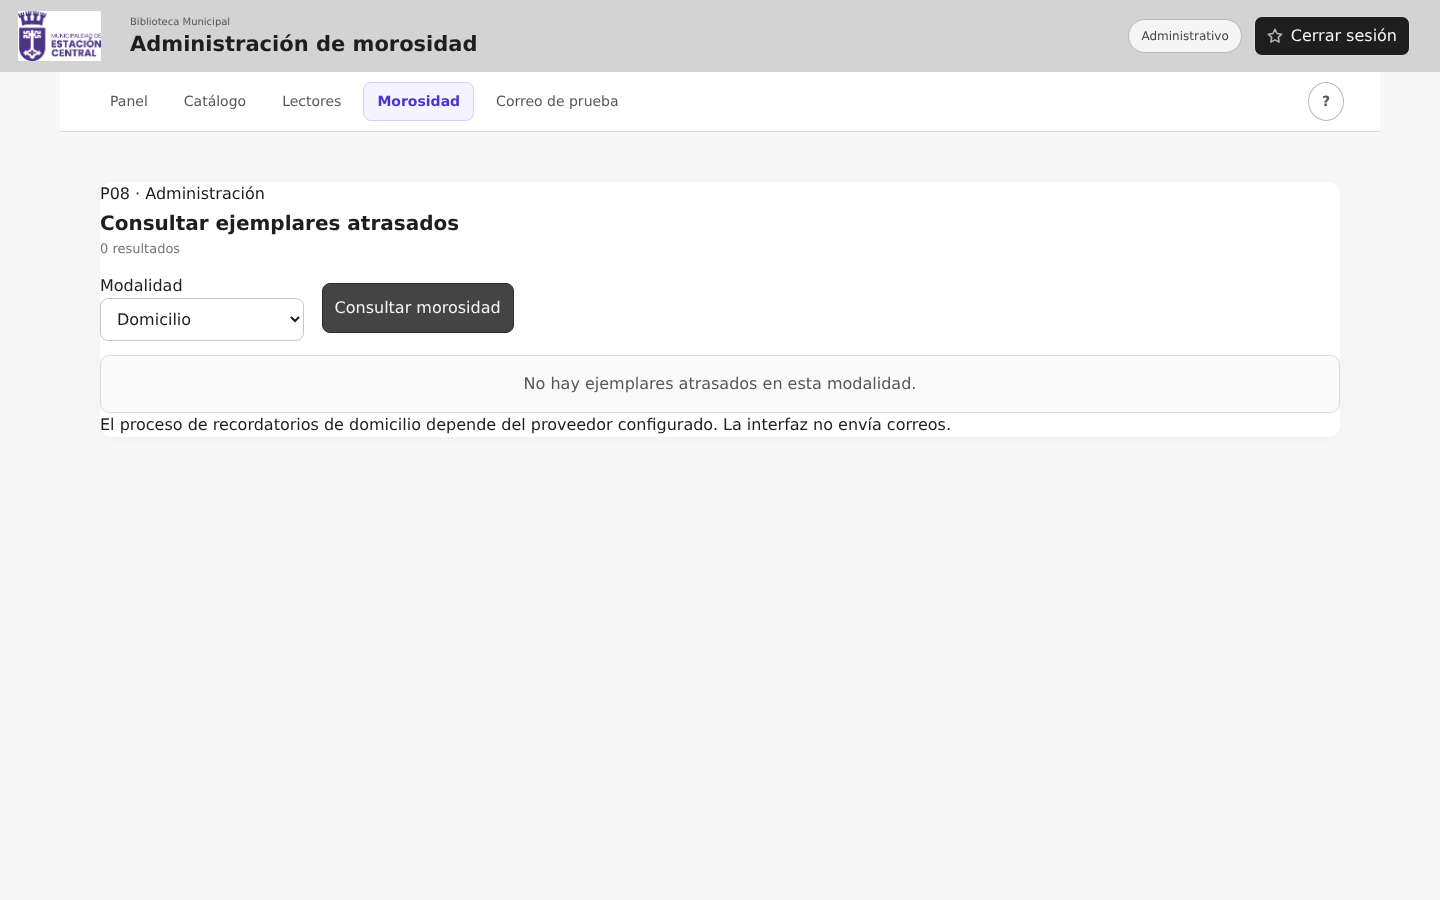 MUNICIPALIDAD DE
ESTACIÓN
CENTRAL
Biblioteca Municipal
Administración de morosidad
Administrativo
Cerrar sesión
Panel
Catálogo
Lectores
Morosidad
Correo de prueba
?
P08 · Administración
Consultar ejemplares atrasados
0 resultados
Modalidad
Domicilio
Consultar morosidad
No hay ejemplares atrasados en esta modalidad.
El proceso de recordatorios de domicilio depende del proveedor configurado. La interfaz no envía correos.